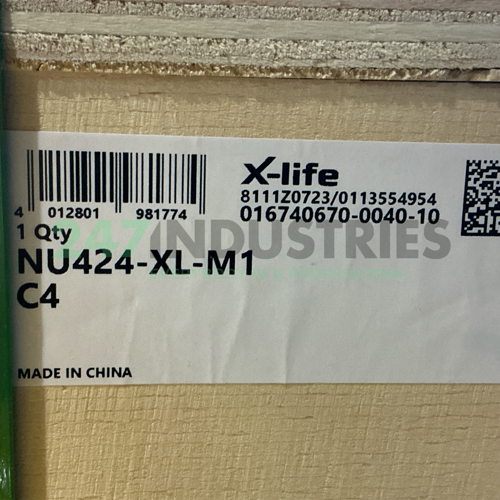 X-life
8111Z0723/0113554954
016740670-0040-10
4 012801 981774
1 Qty
247INDUSTRIES
NU424-XL-M1
C4
MADE IN CHINA